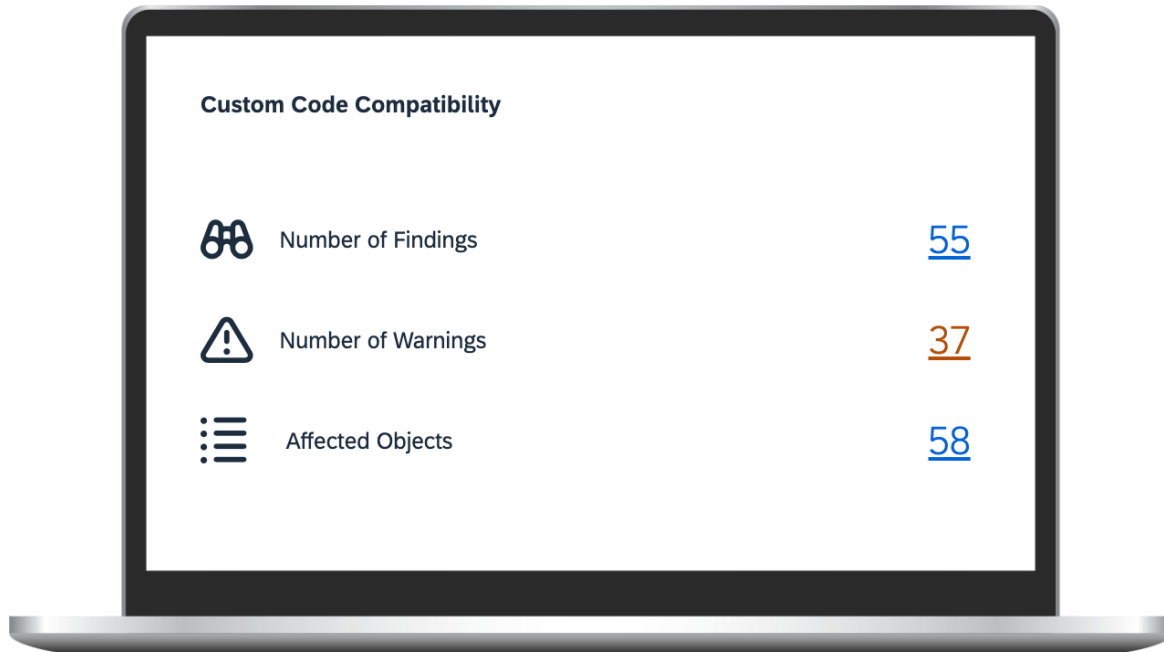 Custom Code Compatibility
Number of Findings 55
Number of Warnings 37
Affected Objects 58